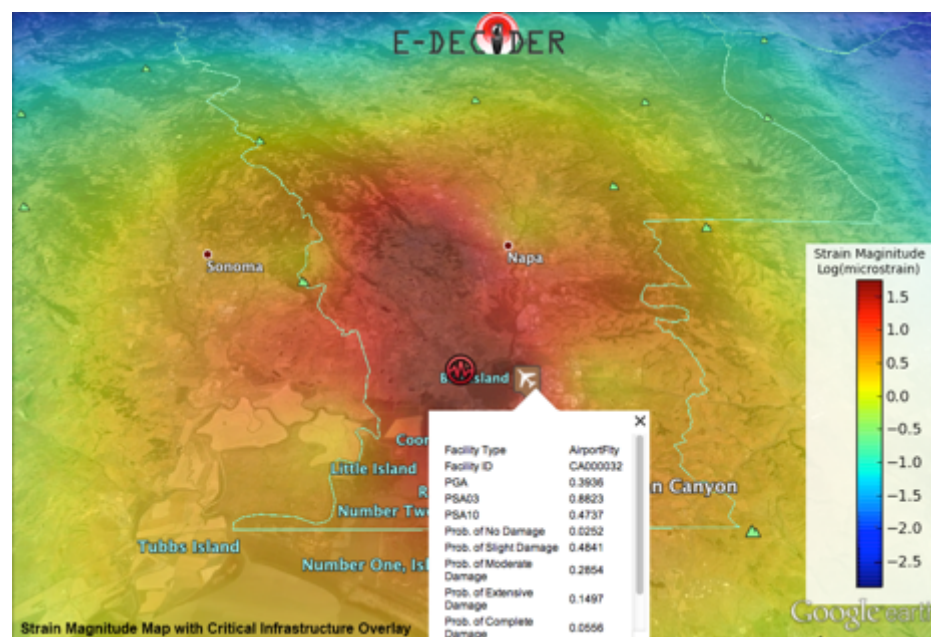 E-DECIDER
Strain Maginitude
Log(microstrain)
1.5
1.0
0.5
0.0
−0.5
−1.0
−1.5
−2.0
−2.5
Sonoma
Napa
Island
Facility Type AirportFlty
Facility ID CA000032
PGA 0.3936
PSA03 0.8823
PSA10 0.4737
Prob. of No Damage 0.0252
Prob. of Slight Damage 0.4841
Prob. of Moderate
Damage 0.2854
Prob. of Extensive
Damage 0.1497
Prob. of Complete
Damage 0.0556
Coon
Little Island
Number Two
n Canyon
Tubbs Island
Number One, Isl
Google earth
Strain Magnitude Map with Critical Infrastructure Overlay